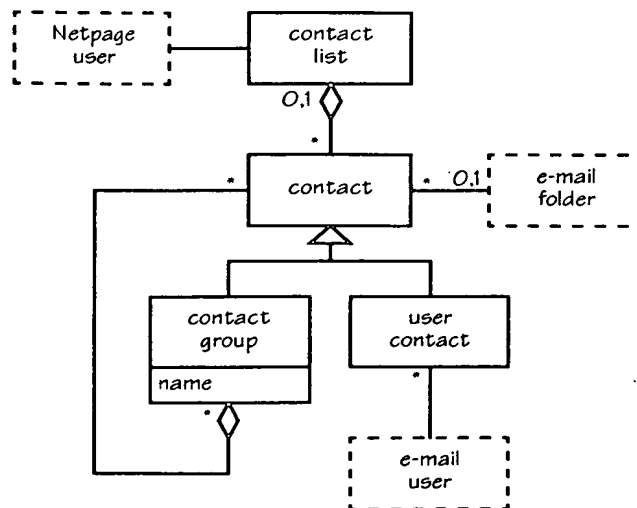 Netpage
user
contact
list
0,1
*
* contact * 0,1
e-mail
folder
contact
group
name
*
user
contact
*
e-mail
user